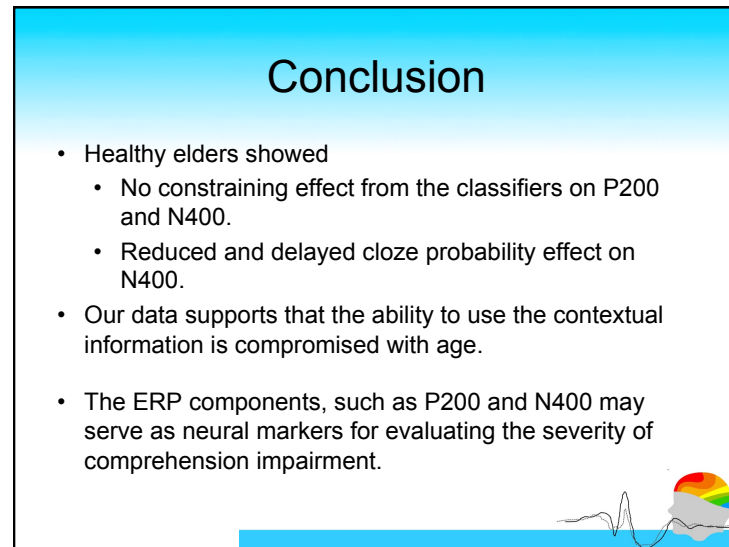 Conclusion
• Healthy elders showed
• No constraining effect from the classifiers on P200
and N400.
• Reduced and delayed cloze probability effect on
N400.
• Our data supports that the ability to use the contextual
information is compromised with age.
• The ERP components, such as P200 and N400 may
serve as neural markers for evaluating the severity of
comprehension impairment.